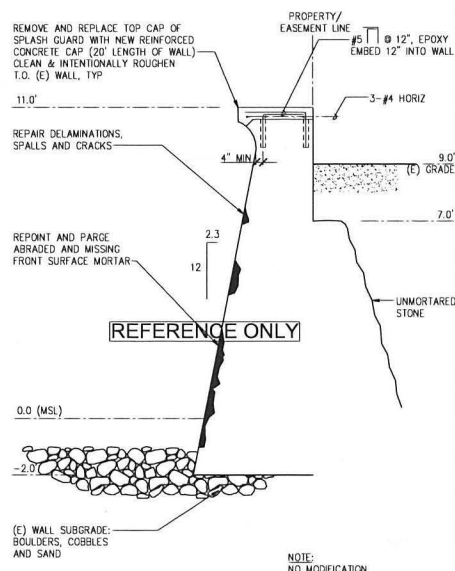 REMOVE AND REPLACE TOP CAP OF
SPLASH GUARD WITH NEW REINFORCED
CONCRETE CAP (20' LENGTH OF WALL)
CLEAN & INTENTIONALLY ROUGHEN
T.O. (E) WALL, TYP
PROPERTY/
EASEMENT LINE
#5 @ 12", EPOXY
EMBED 12" INTO WALL
11.0'
3-#4 HORIZ
REPAIR DELAMINATIONS,
SPALLS AND CRACKS
4" MIN
9.0'
(E) GRADE
7.0'
2.3
12
REPOINT AND PARGE
ABRADED AND MISSING
FRONT SURFACE MORTAR
UNMORTARED
STONE
REFERENCE ONLY
0.0 (MSL)
-2.0'
(E) WALL SUBGRADE:
BOULDERS, COBBLES
AND SAND
NOTE:
NO MODIFICATION